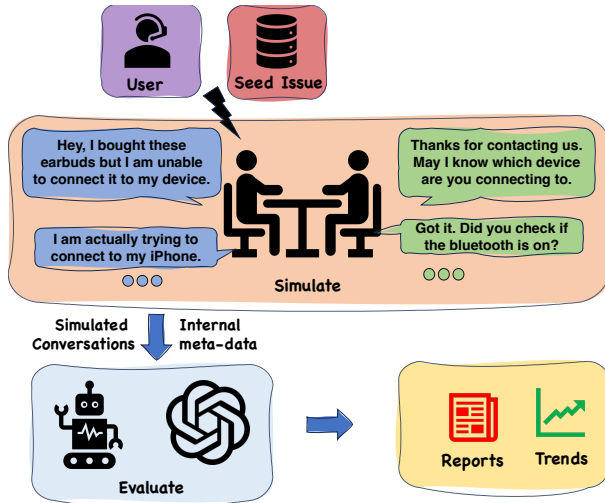 User
Seed Issue
Hey, I bought these
earbuds but I am unable
to connect it to my device.
Thanks for contacting us.
May I know which device
are you connecting to.
I am actually trying to
connect to my iPhone.
Got it. Did you check if
the bluetooth is on?
Simulate
Simulated
Conversations
Internal
meta-data
Evaluate
Reports
Trends